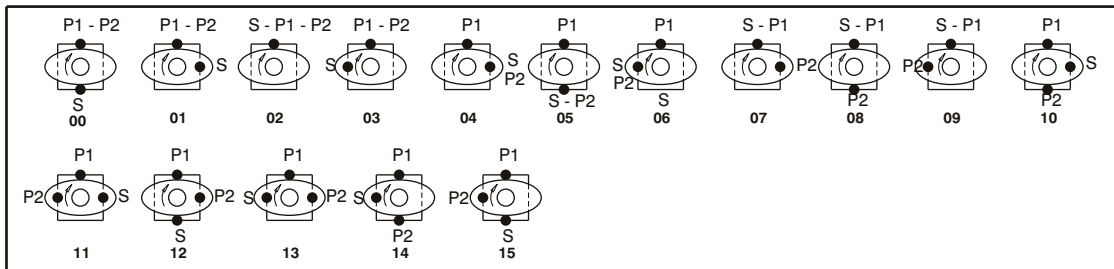 P1 - P2 P1 - P2 S - P1 - P2 P1 - P2 P1 P1 P1 S - P1 S - P1 S - P1 P1
S S S P2 S P2 P2 P2 S
S S - P2 S P2 P2
00 01 02 03 04 05 06 07 08 09 10
P1 P1 P1 P1 P1
P2 S P2 S P2 S P2
S P2 S
11 12 13 14 15